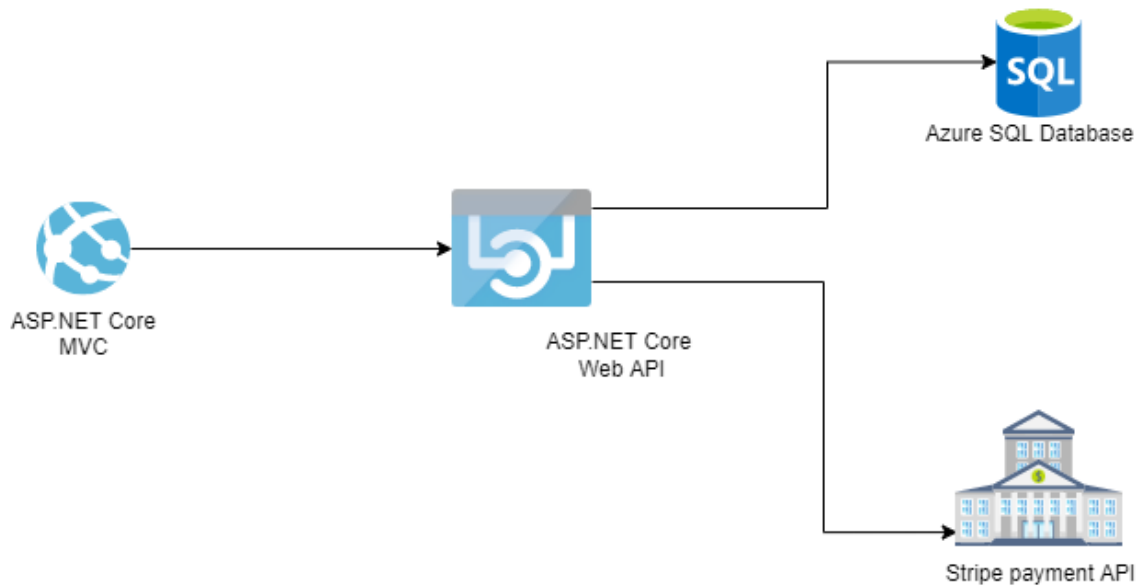 SQL
Azure SQL Database
ASP.NET Core
MVC
ASP.NET Core
Web API
$
Stripe payment API